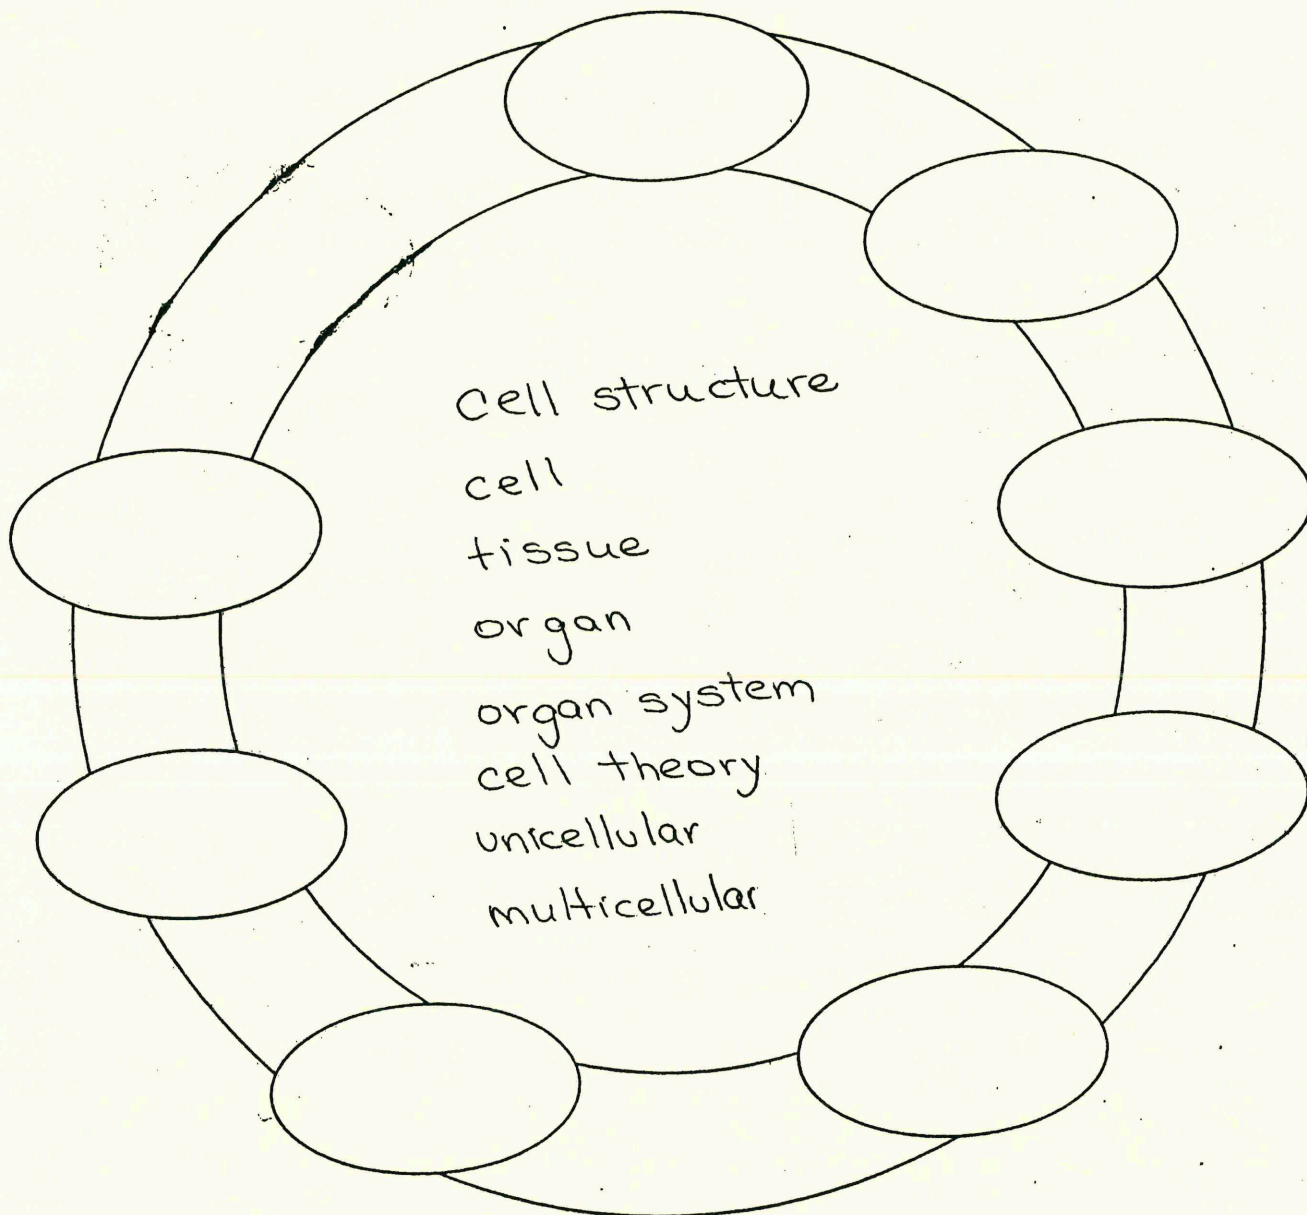 cell structure
cell
tissue
organ
organ system
cell theory
unicellular
multicellular